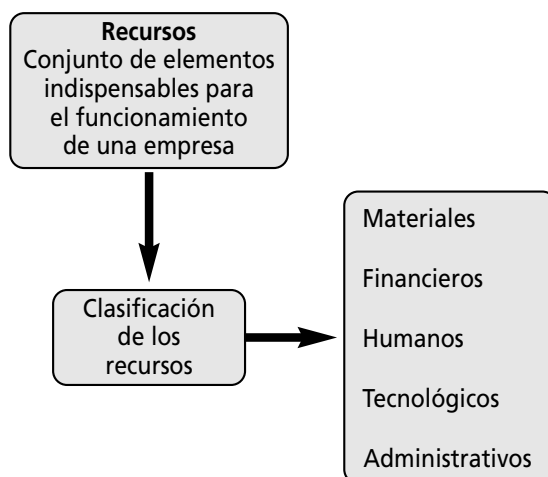 Recursos
Conjunto de elementos
indispensables para
el funcionamiento
de una empresa
Clasificación
de los
recursos
Materiales
Financieros
Humanos
Tecnológicos
Administrativos